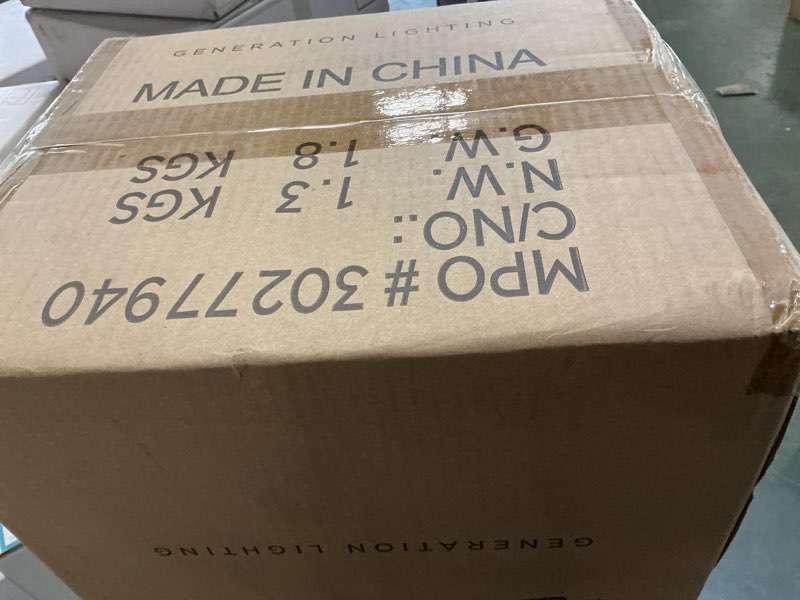 GENERATION LIGHTING
MADE IN CHINA
MPO # 30277940
C/NO.:
N.W. 1.3 KGS
G.W 1.8 KGS
GENERATION LIGHTING